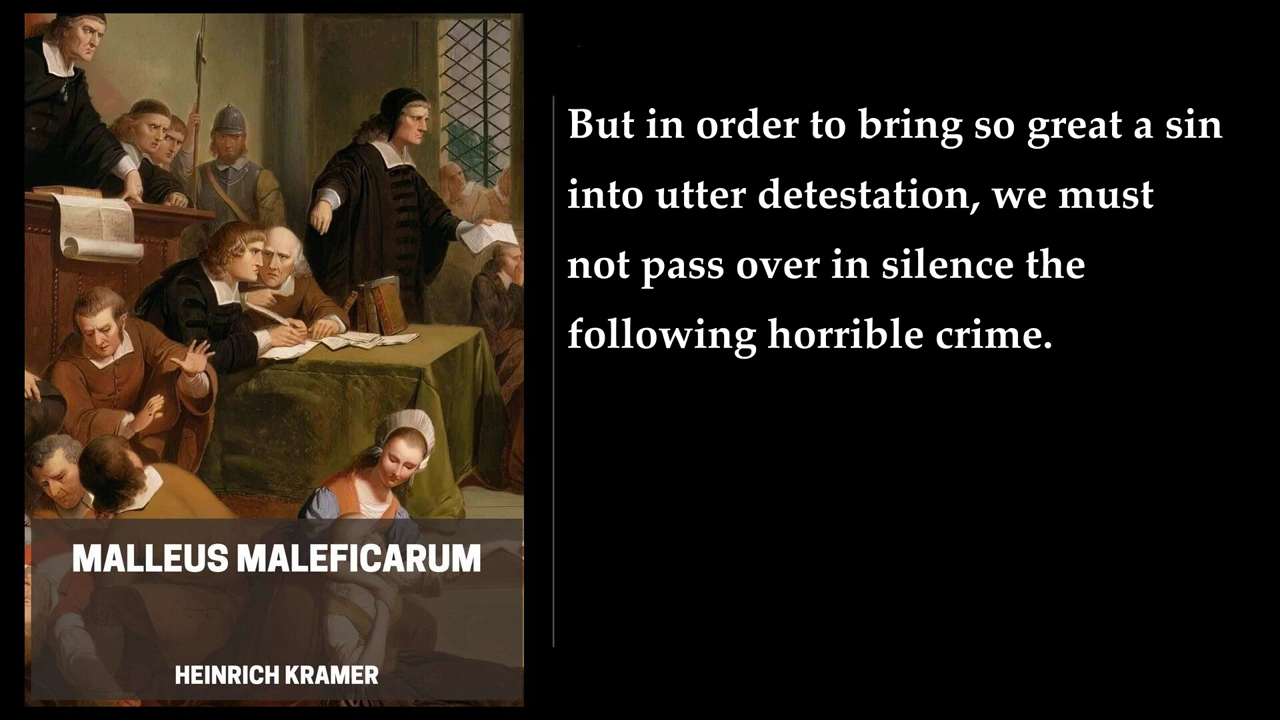 MALLEUS MALEFICARUM
HEINRICH KRAMER
But in order to bring so great a sin
into utter detestation, we must
not pass over in silence the
following horrible crime.